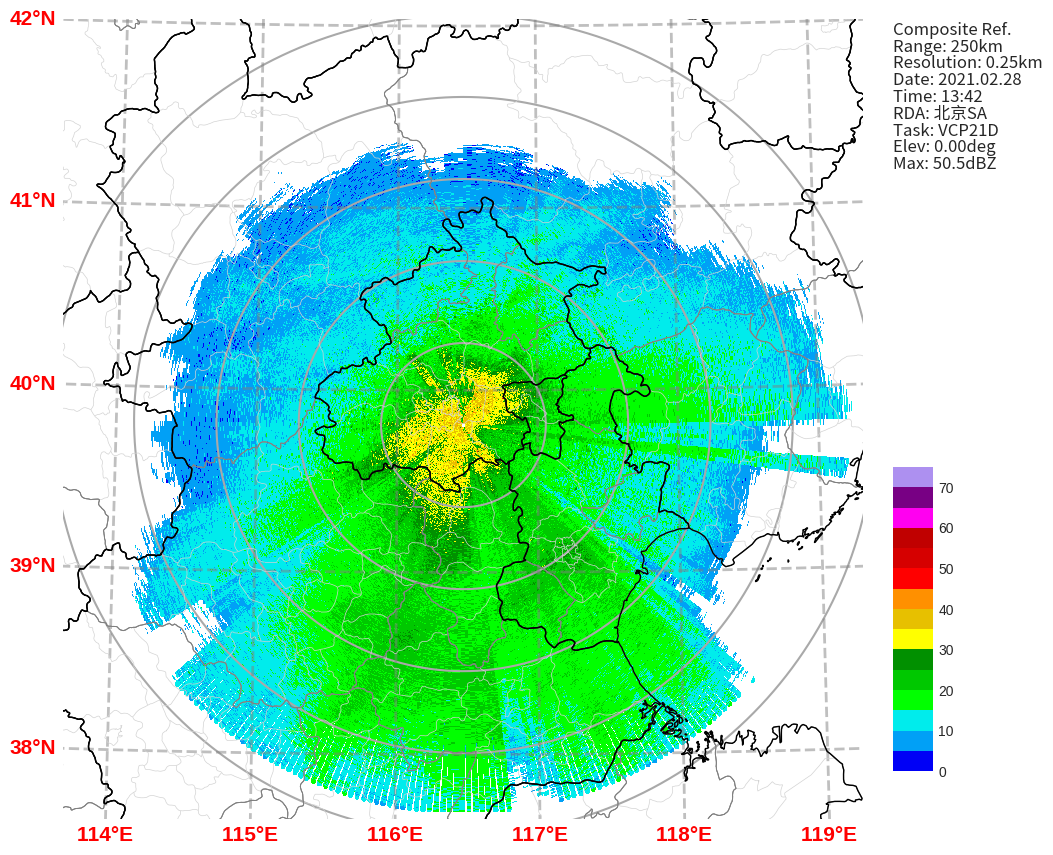 42°N
41°N
40°N
39°N
38°N
114°E 115°E 116°E 117°E 118°E 119°E
Composite Ref.
Range: 250km
Resolution: 0.25km
Date: 2021.02.28
Time: 13:42
RDA: 北京SA
Task: VCP21D
Elev: 0.00deg
Max: 50.5dBZ
70
60
50
40
30
20
10
0